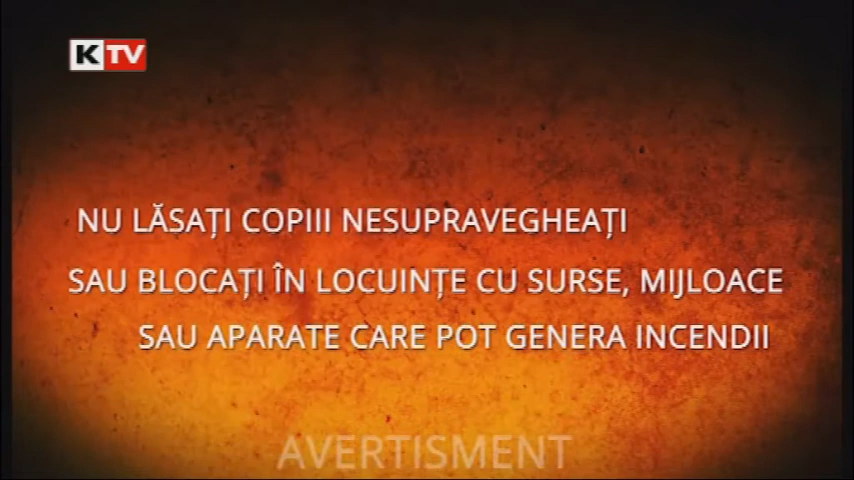 KTV
NU LĂSAȚI COPIII NESUPRAVEGHEAȚI
SAU BLOCAȚI ÎN LOCUINȚE CU SURSE, MIJLOACE
SAU APARATE CARE POT GENERA INCENDII
AVERTISMENT